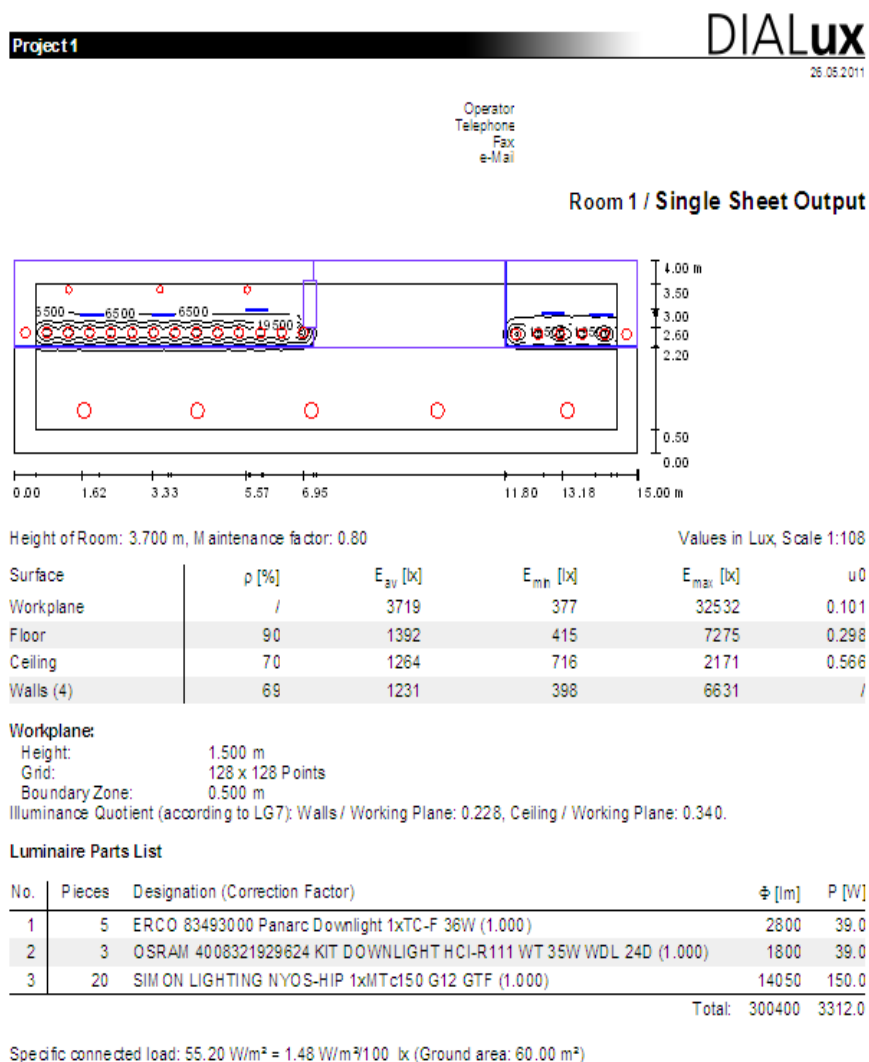 DIALux
Project 1
26.05.2011
Operator
Telephone
Fax
e-Mail
Room 1 / Single Sheet Output
4.00 m
3.50
3.00
2.60
2.20
0.50
0.00
6500 6500 19500
0.00 1.62 3.33 5.57 6.95 11.80 13.18 15.00 m
Height of Room: 3.700 m, Maintenance factor: 0.80 Values in Lux, Scale 1:108
Surface ρ [%] Eav [lx] Emin [lx] Emax [lx] u0
Workplane / 3719 377 32532 0.101
Floor 90 1392 415 7275 0.298
Ceiling 70 1264 716 2171 0.566
Walls (4) 69 1231 398 6631 /
Workplane:
Height: 1.500 m
Grid: 128 x 128 Points
Boundary Zone: 0.500 m
Illuminance Quotient (according to LG7): Walls / Working Plane: 0.228, Ceiling / Working Plane: 0.340.
Luminaire Parts List
No. Pieces Designation (Correction Factor) Φ [lm] P [W]
1 5 ERCO 83493000 Panarc Downlight 1xTC-F 36W (1.000) 2800 39.0
2 3 OSRAM 4008321929624 KIT DOWNLIGHT HCI-R111 WT 35W WDL 24D (1.000) 1800 39.0
3 20 SIMON LIGHTING NYOS-HIP 1xMTc150 G12 GTF (1.000) 14050 150.0
Total: 300400 3312.0
Specific connected load: 55.20 W/m² = 1.48 W/m²/100 lx (Ground area: 60.00 m²)